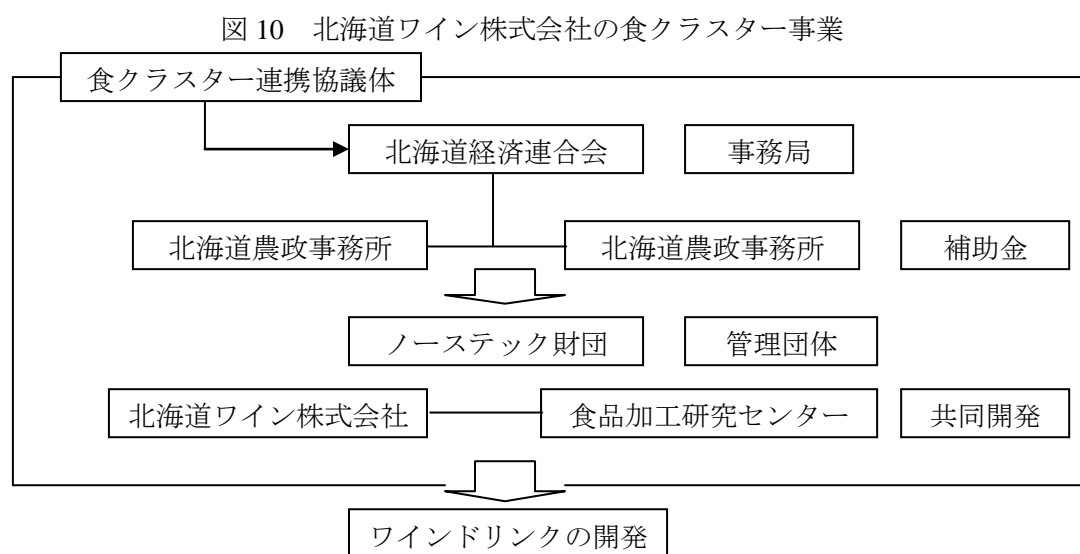 図 10　北海道ワイン株式会社の食クラスター事業
食クラスター連携協議体
北海道経済連合会
事務局
北海道農政事務所
北海道農政事務所
補助金
ノーステック財団
管理団体
北海道ワイン株式会社
食品加工研究センター
共同開発
ワインドリンクの開発